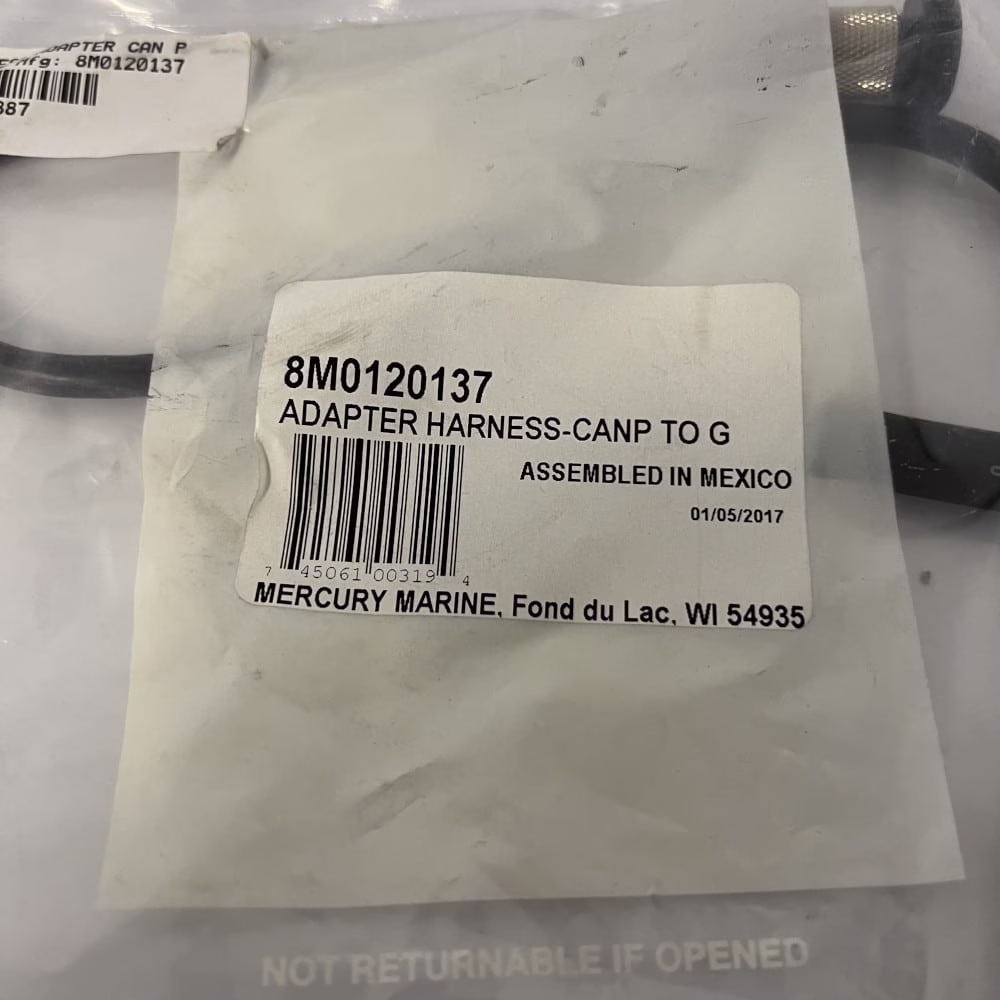 ADAPTER CAN P
mfg: 8M0120137
387
8M0120137
ADAPTER HARNESS-CANP TO G
ASSEMBLED IN MEXICO
01/05/2017
7 45061 00319 4
MERCURY MARINE, Fond du Lac, WI 54935
NOT RETURNABLE IF OPENED